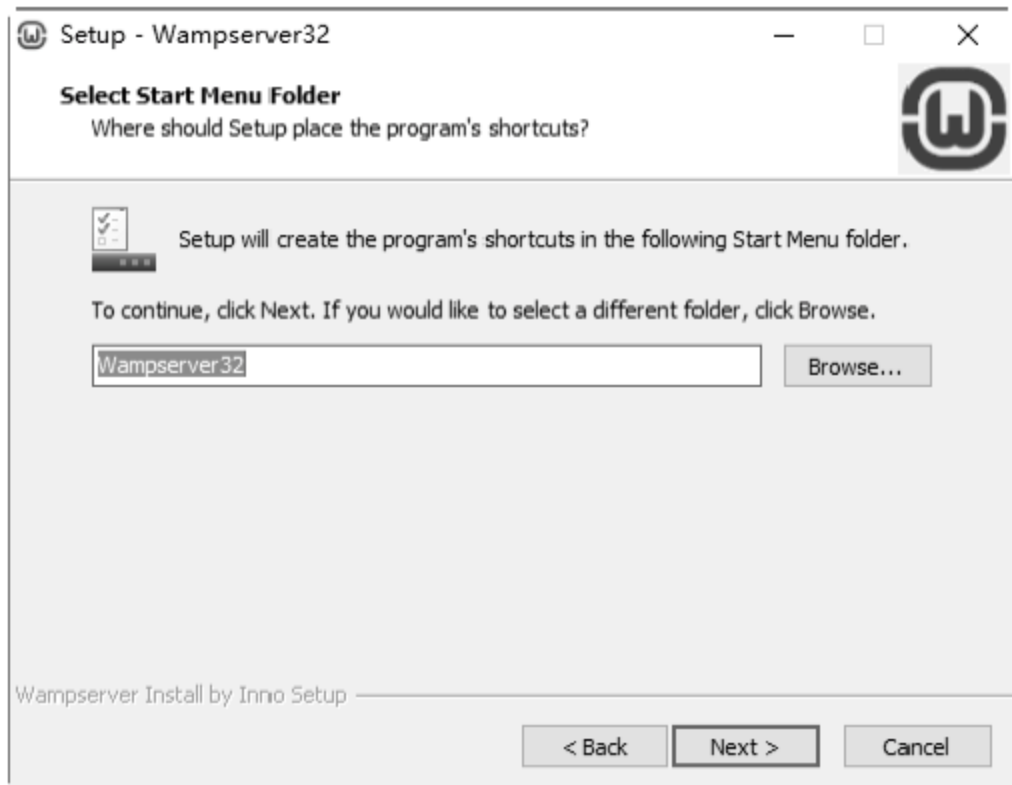 Setup - Wampserver32
Select Start Menu Folder
Where should Setup place the program's shortcuts?
Setup will create the program's shortcuts in the following Start Menu folder.
To continue, click Next. If you would like to select a different folder, click Browse.
Wampserver32
Browse...
Wampserver Install by Inno Setup
< Back
Next >
Cancel